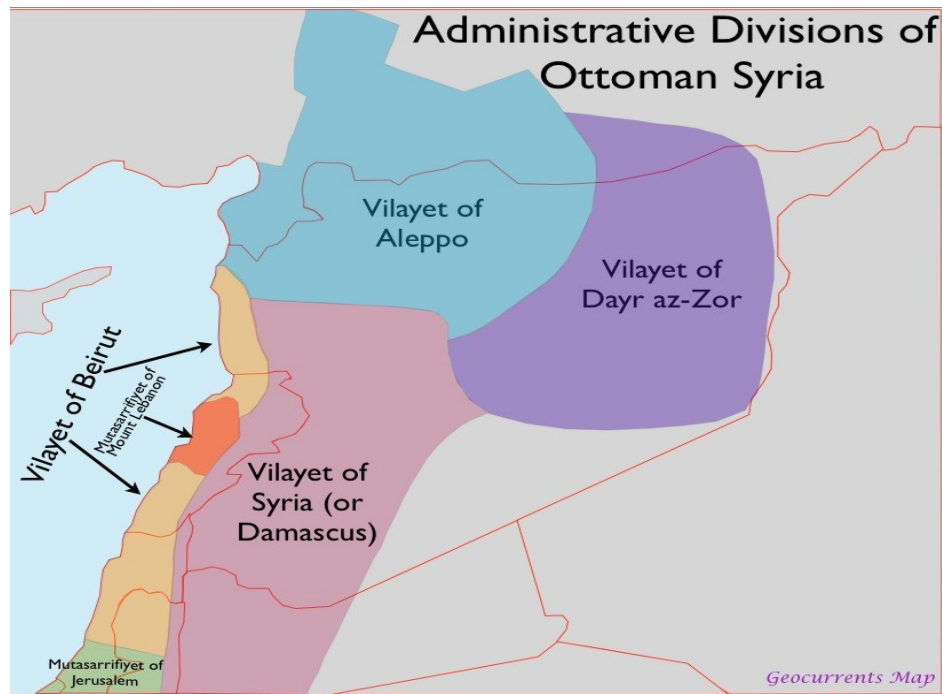 Administrative Divisions of
Ottoman Syria
Vilayet of
Aleppo
Vilayet of
Dayr az-Zor
Vilayet of Beirut
Mutasarrifiyet of
Mount Lebanon
Vilayet of
Syria (or
Damascus)
Mutasarrifiyet of
Jerusalem
Geocurrents Map